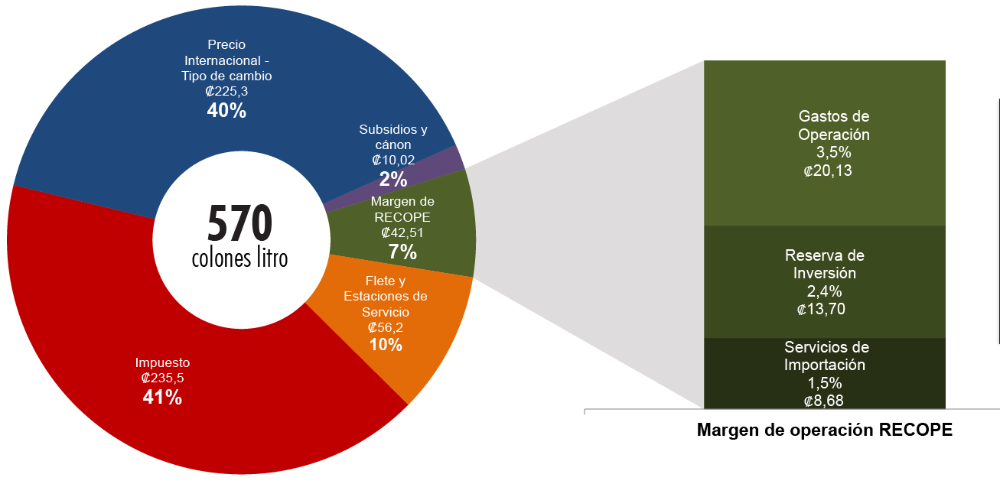 Precio
Internacional -
Tipo de cambio
₡225,3
40%
Subsidios y
cánon
₡10,02
2%
Margen de
RECOPE
₡42,51
7%
Flete y
Estaciones de
Servicio
₡56,2
10%
Impuesto
₡235,5
41%
570
colones litro
Gastos de
Operación
3,5%
₡20,13
Reserva de
Inversión
2,4%
₡13,70
Servicios de
Importación
1,5%
₡8,68
Margen de operación RECOPE